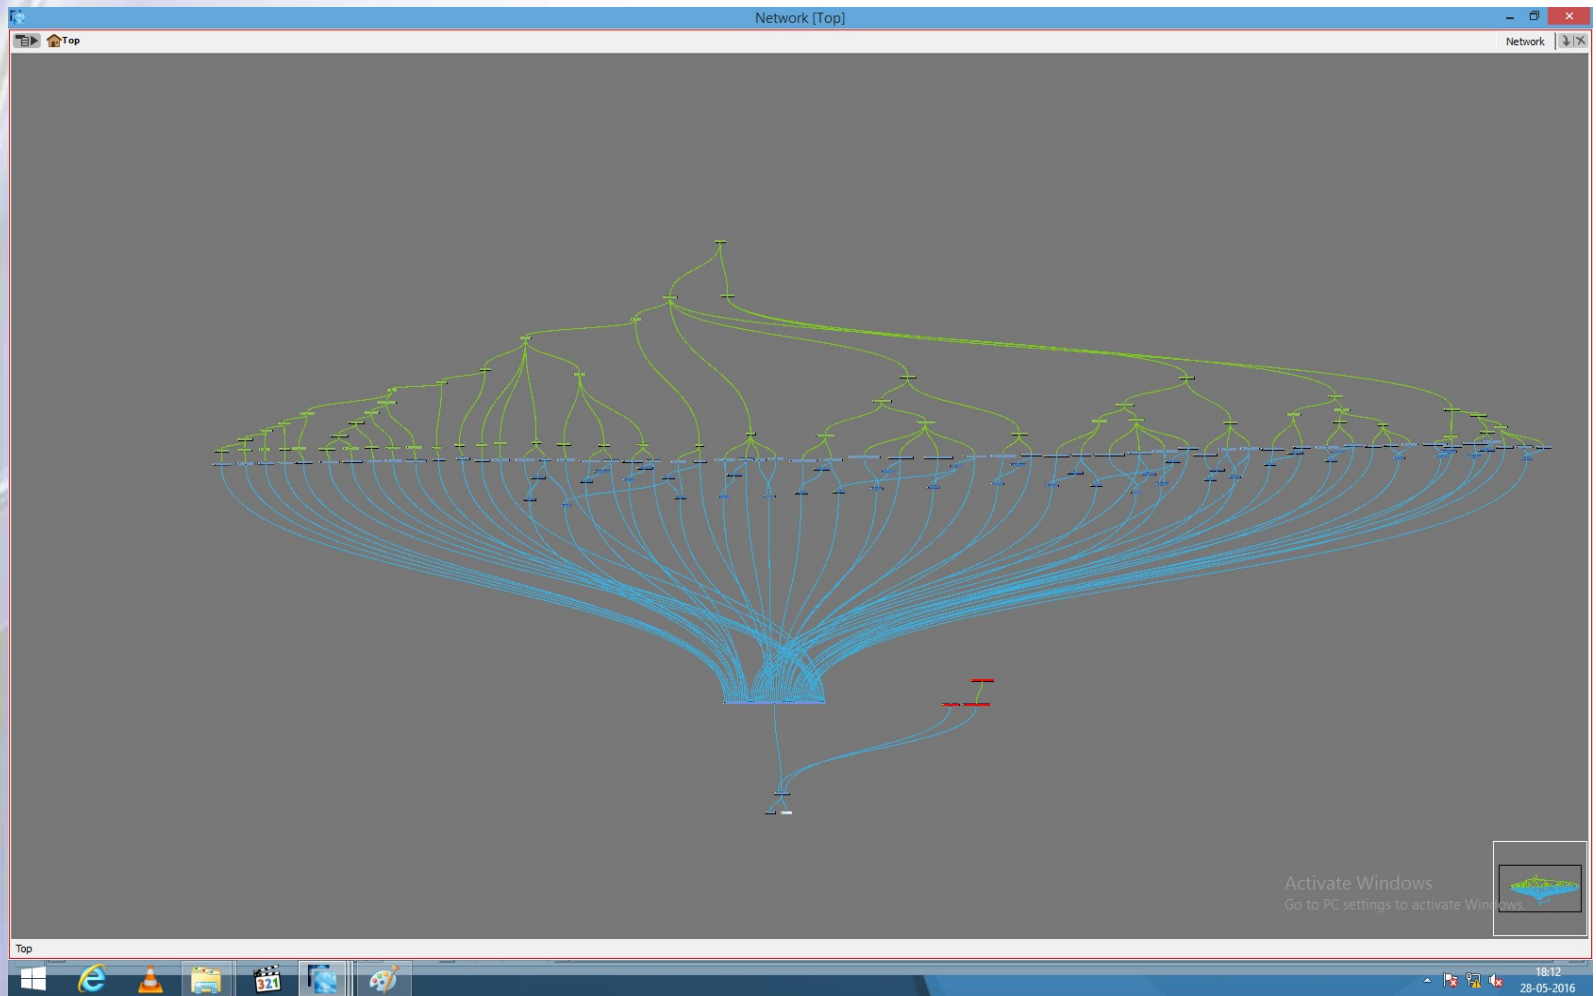 Network [Top]
Top
Network
Activate Windows
Go to PC settings to activate Windows.
Top
321
18:12
28-05-2016